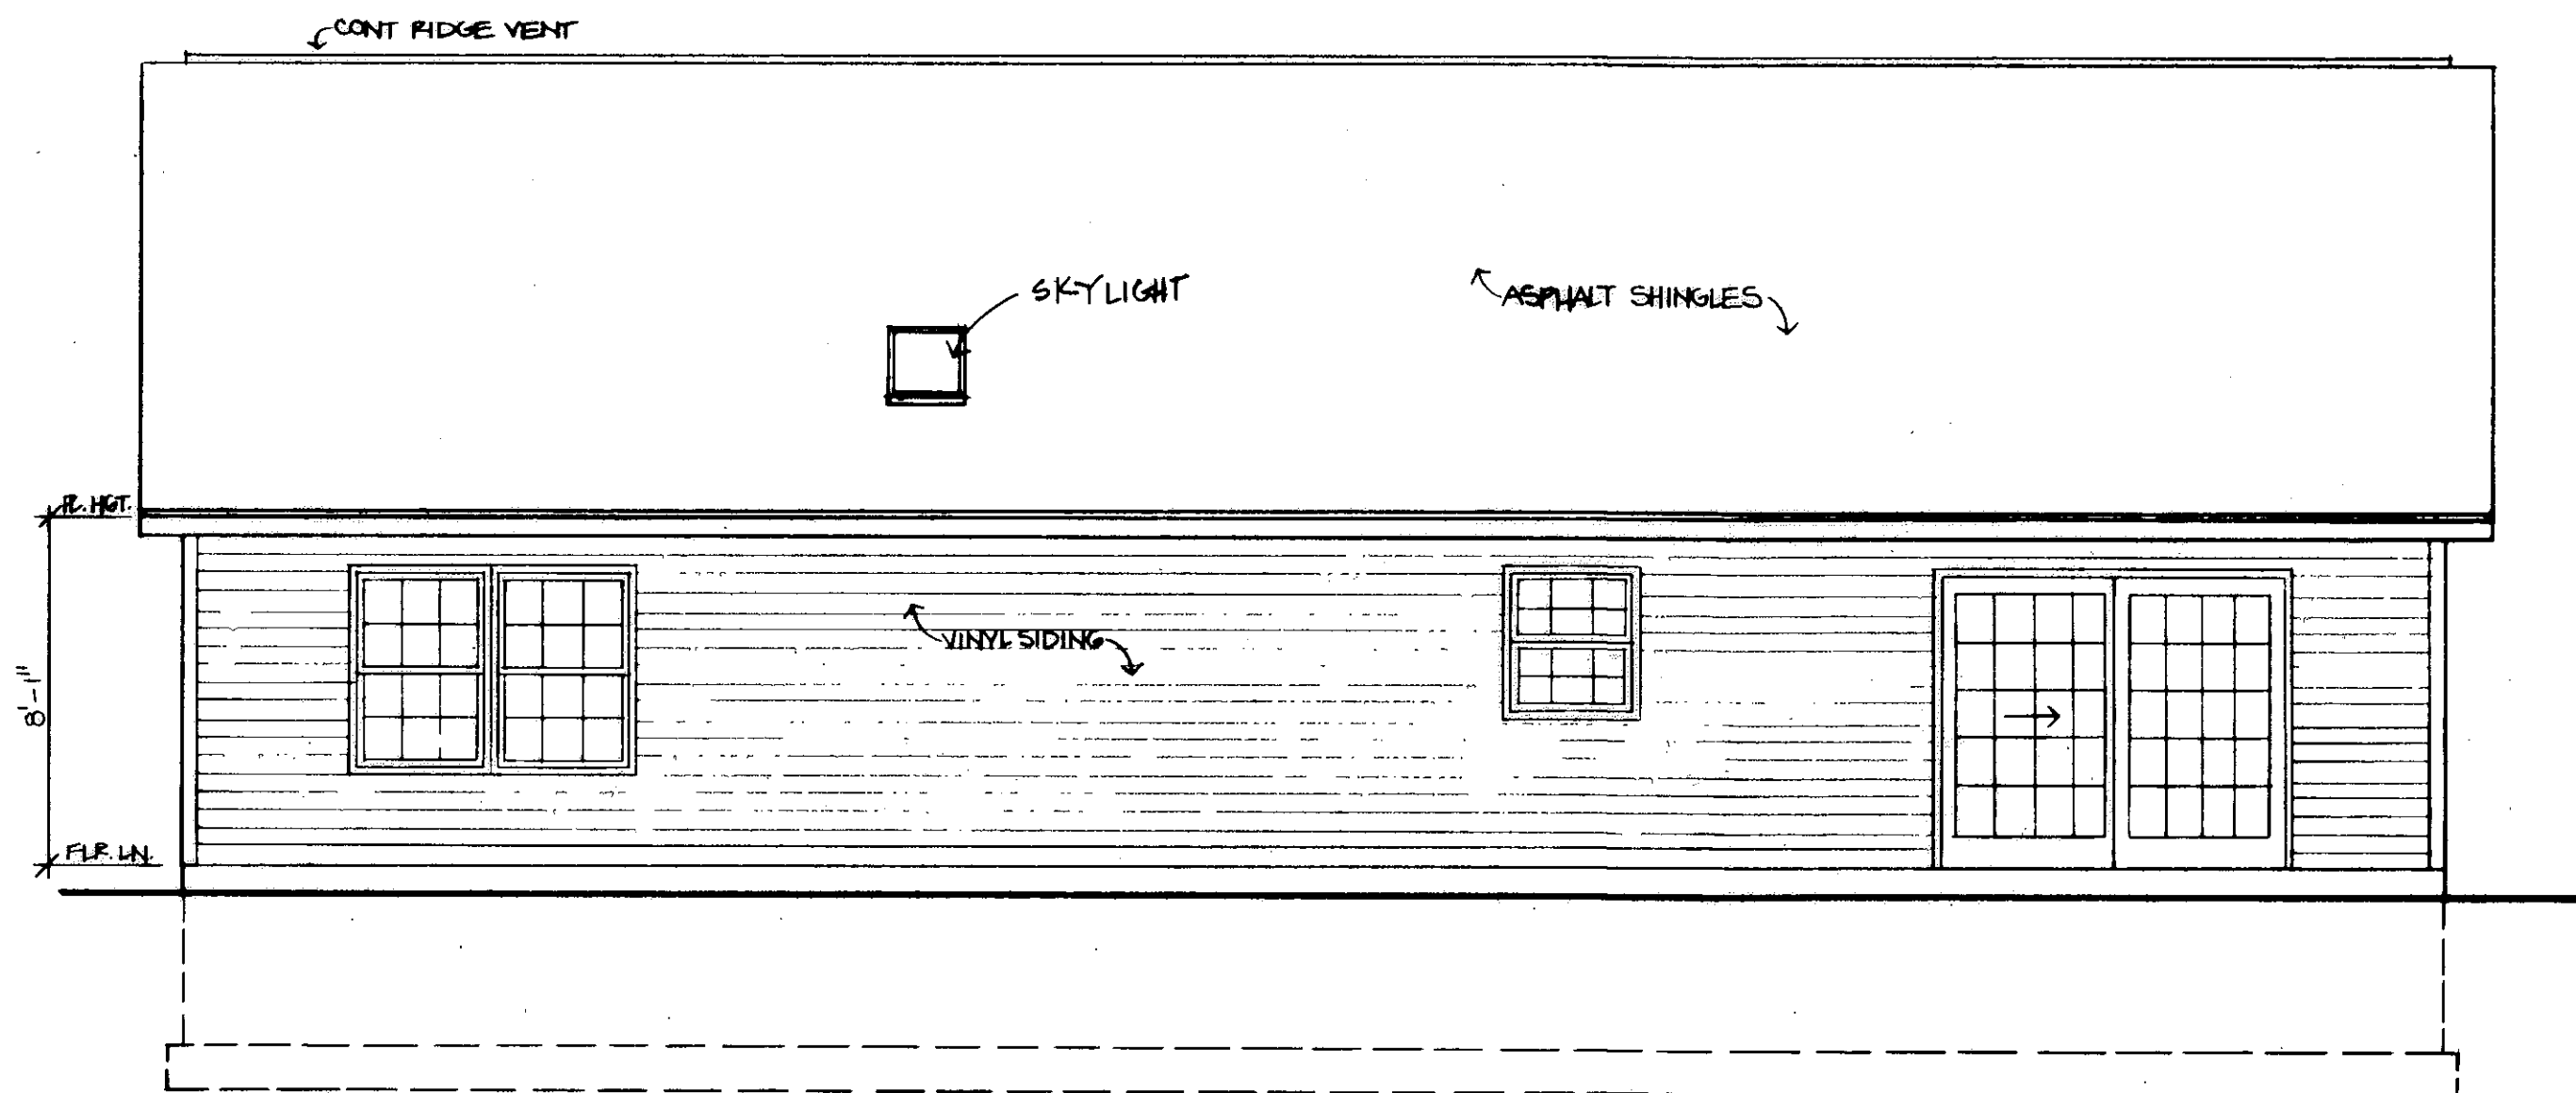 CONT RIDGE VENT
SKYLIGHT
ASPHALT SHINGLES
PL. HGT.
VINYL SIDING
8'-1"
FLR. LN.